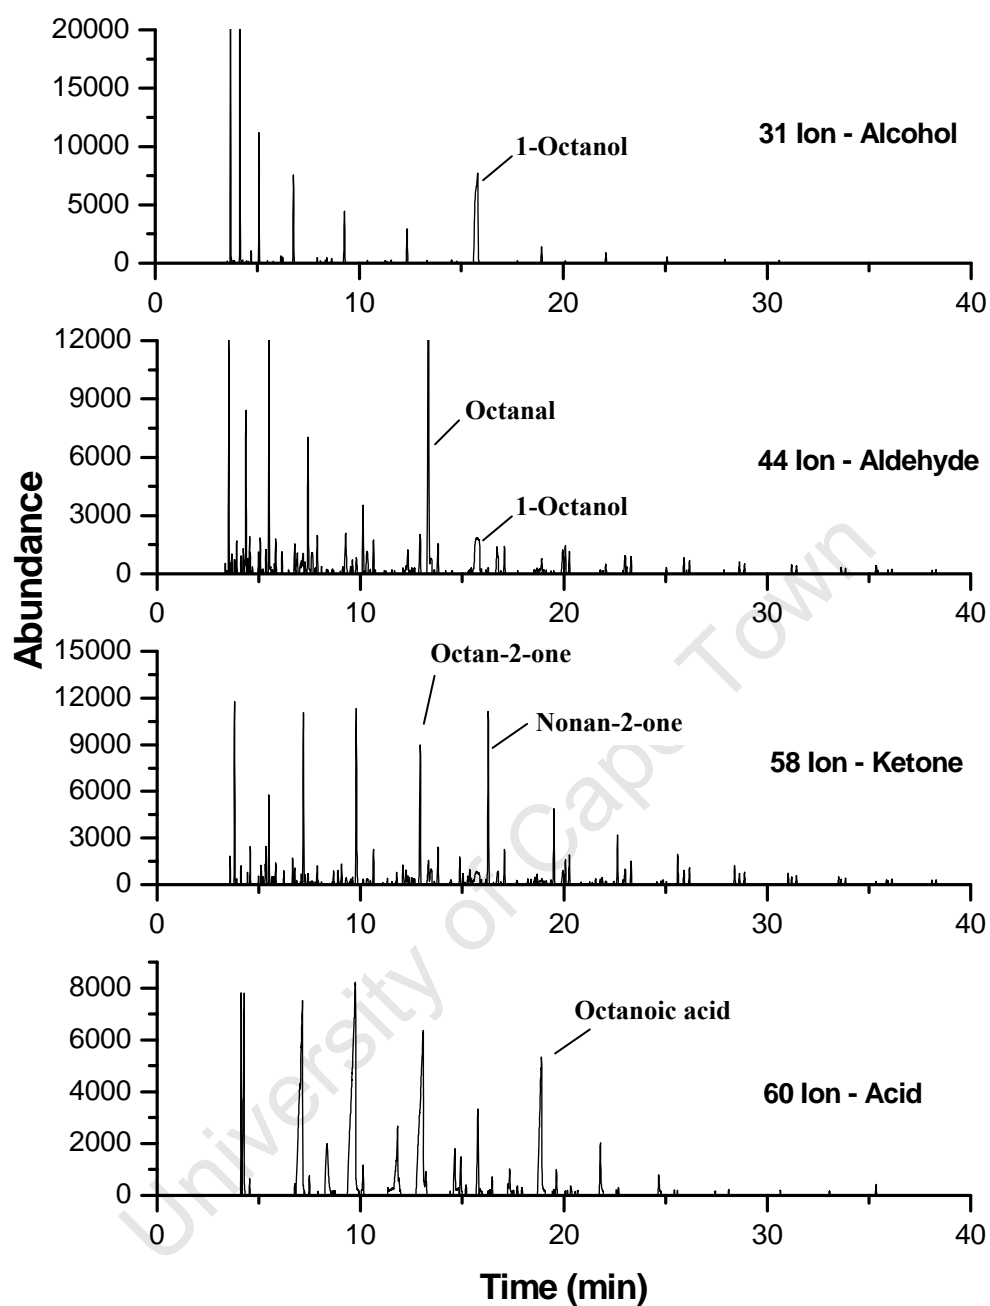 20000
15000
10000
5000
0
31 Ion - Alcohol
1-Octanol
0 10 20 30 40
12000
9000
6000
3000
0
Octanal
44 Ion - Aldehyde
1-Octanol
0 10 20 30 40
Abundance
15000
12000
9000
6000
3000
0
Octan-2-one
Nonan-2-one
58 Ion - Ketone
0 10 20 30 40
8000
6000
4000
2000
0
Octanoic acid
60 Ion - Acid
0 10 20 30 40
Time (min)
University of Cape Town